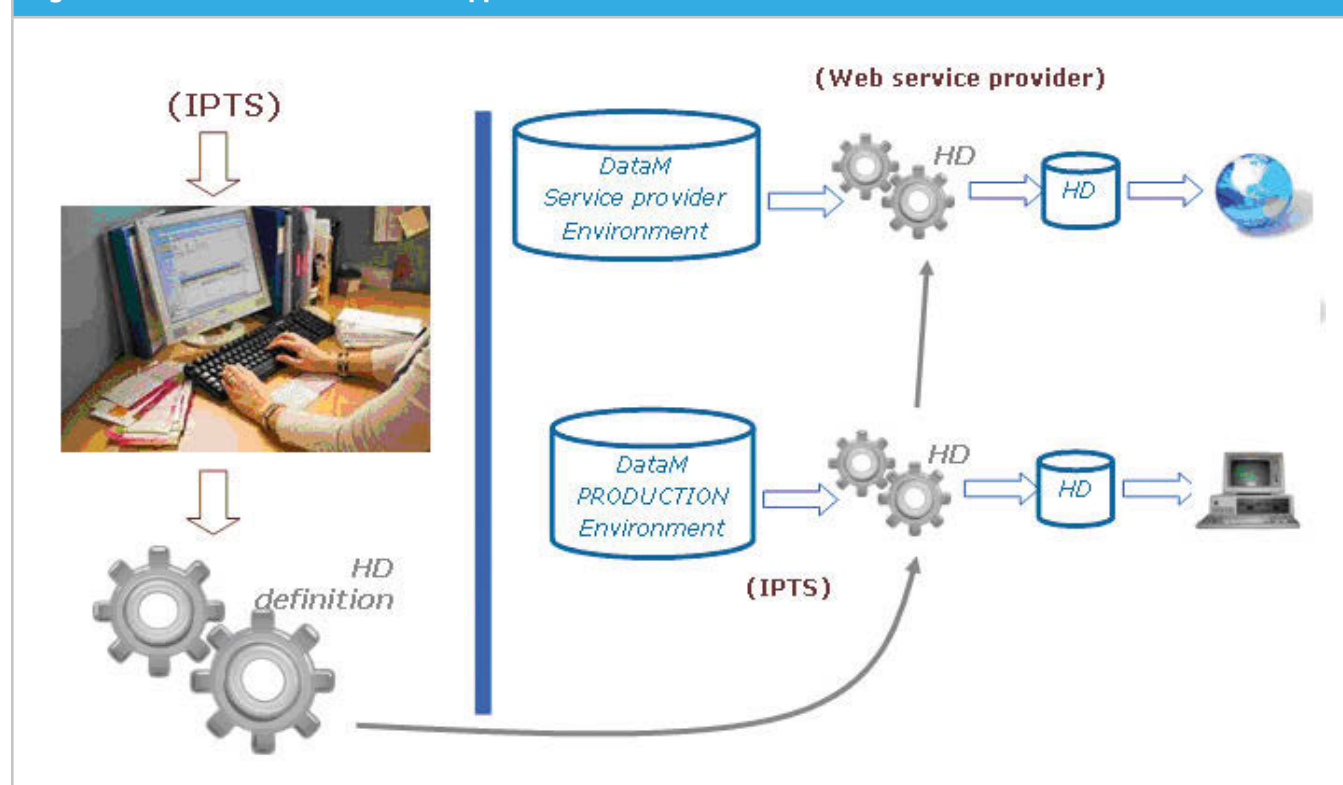 (IPTS)
HD
definition
(Web service provider)
DataM
Service provider
Environment
HD
HD
DataM
PRODUCTION
Environment
HD
HD
(IPTS)